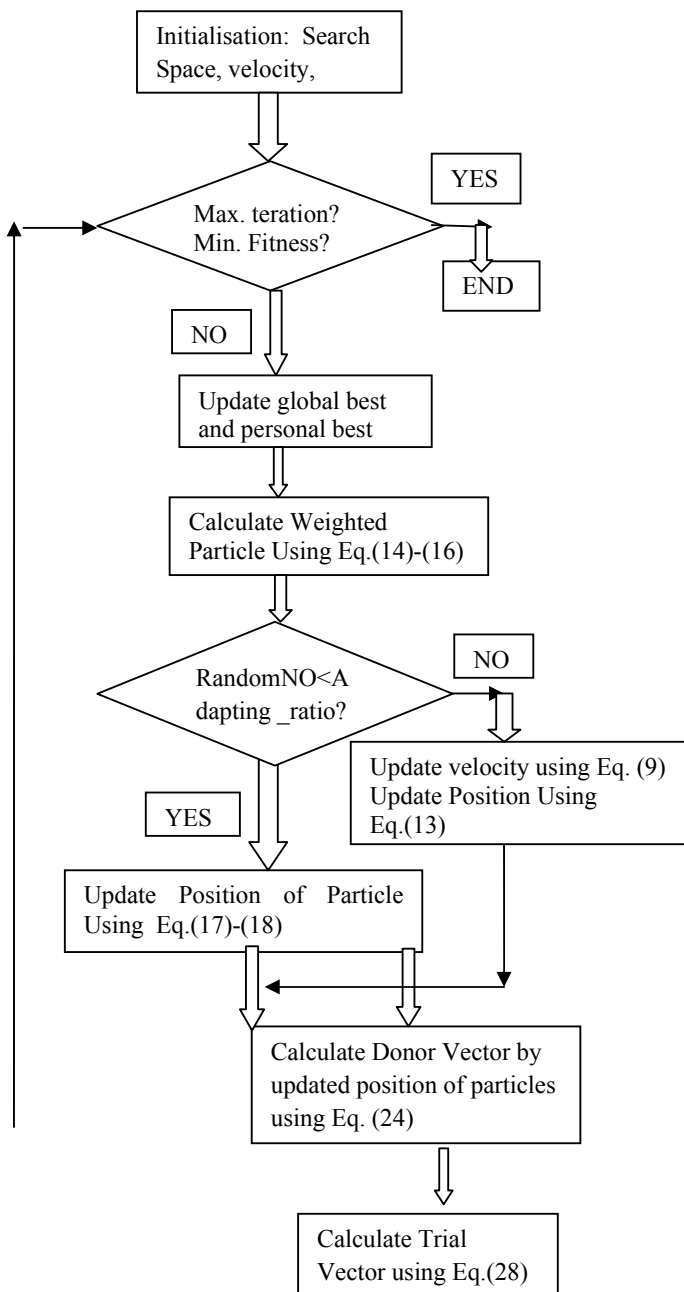 Initialisation: Search
Space, velocity,
YES
Max. teration?
Min. Fitness?
END
NO
Update global best
and personal best
Calculate Weighted
Particle Using Eq.(14)-(16)
NO
RandomNO<A
dapting _ratio?
Update velocity using Eq. (9)
Update Position Using
Eq.(13)
YES
Update Position of Particle
Using Eq.(17)-(18)
Calculate Donor Vector by
updated position of particles
using Eq. (24)
Calculate Trial
Vector using Eq.(28)